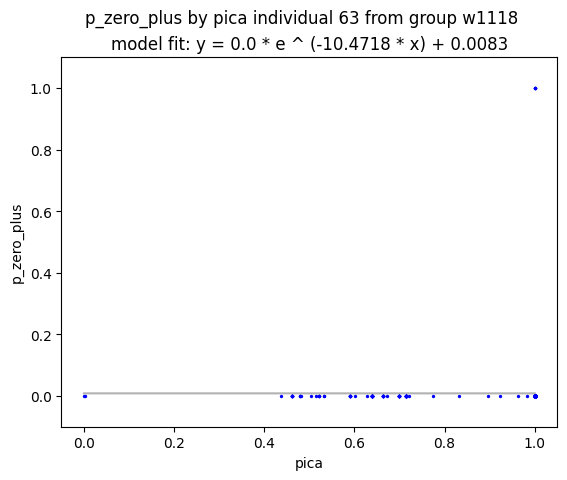 p_zero_plus by pica individual 63 from group w1118
model fit: y = 0.0 * e ^ (-10.4718 * x) + 0.0083
1.0
0.8
0.6
0.4
0.2
0.0
p_zero_plus
0.0 0.2 0.4 0.6 0.8 1.0
pica